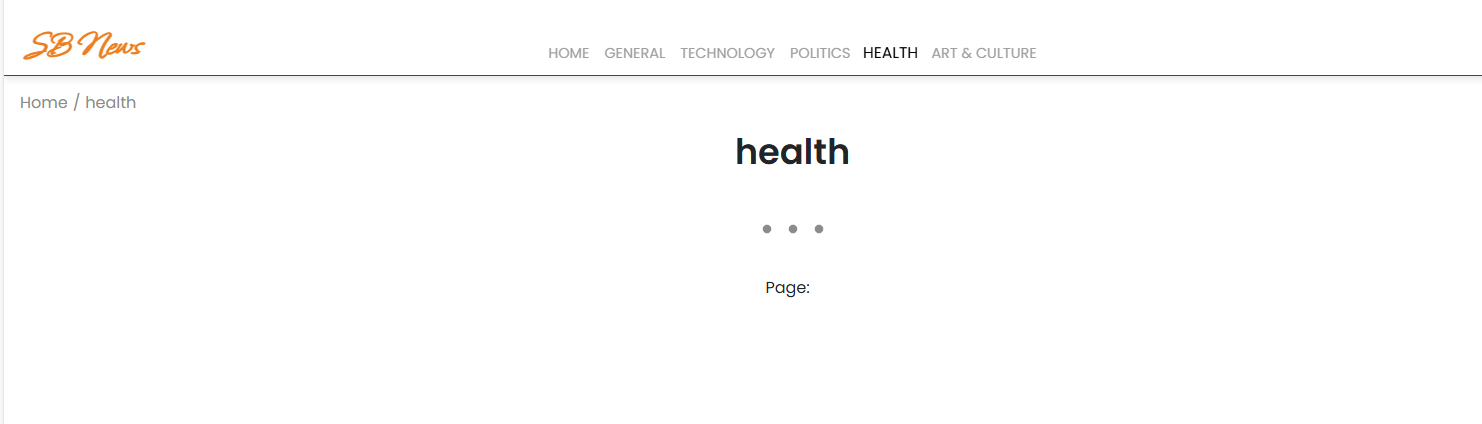 SB News
HOME GENERAL TECHNOLOGY POLITICS HEALTH ART & CULTURE
Home / health
health
Page: